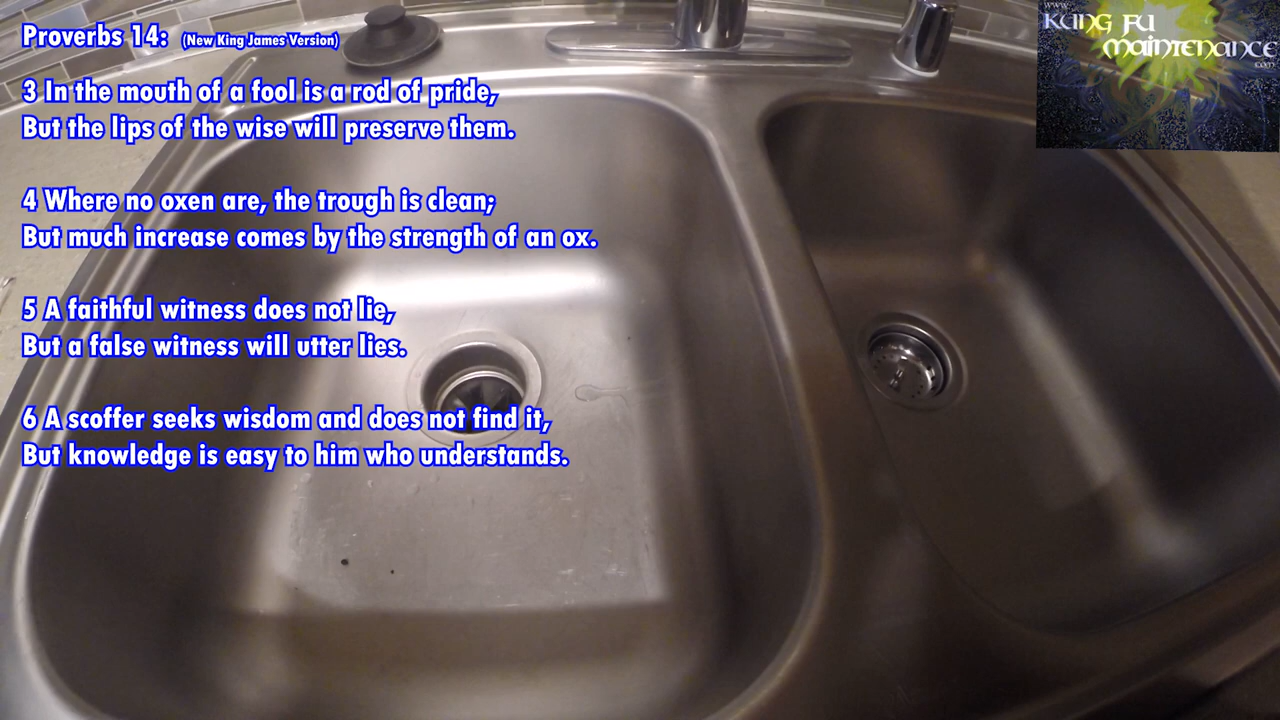 Proverbs 14: (New King James Version)
3 In the mouth of a fool is a rod of pride,
But the lips of the wise will preserve them.
4 Where no oxen are, the trough is clean;
But much increase comes by the strength of an ox.
5 A faithful witness does not lie,
But a false witness will utter lies.
6 A scoffer seeks wisdom and does not find it,
But knowledge is easy to him who understands.
www.
KUNG FU
MAINTENANCE
.com